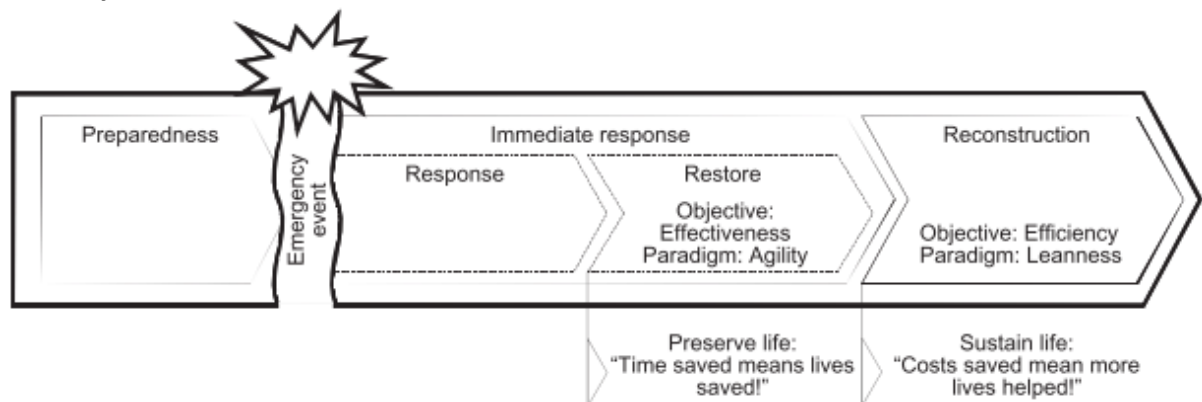 Preparedness
Emergency
event
Immediate response
Response
Restore
Objective:
Effectiveness
Paradigm: Agility
Reconstruction
Objective: Efficiency
Paradigm: Leanness
Preserve life:
“Time saved means lives
saved!”
Sustain life:
“Costs saved mean more
lives helped!”